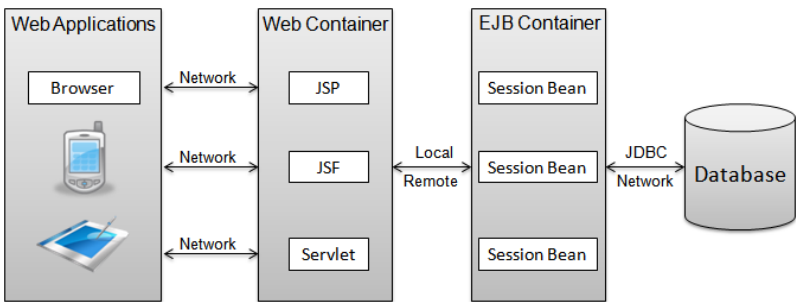 Web Applications
Web Container
EJB Container
Browser
Network
JSP
Session Bean
Network
JSF
Local
Remote
Session Bean
JDBC
Network
Database
Network
Servlet
Session Bean